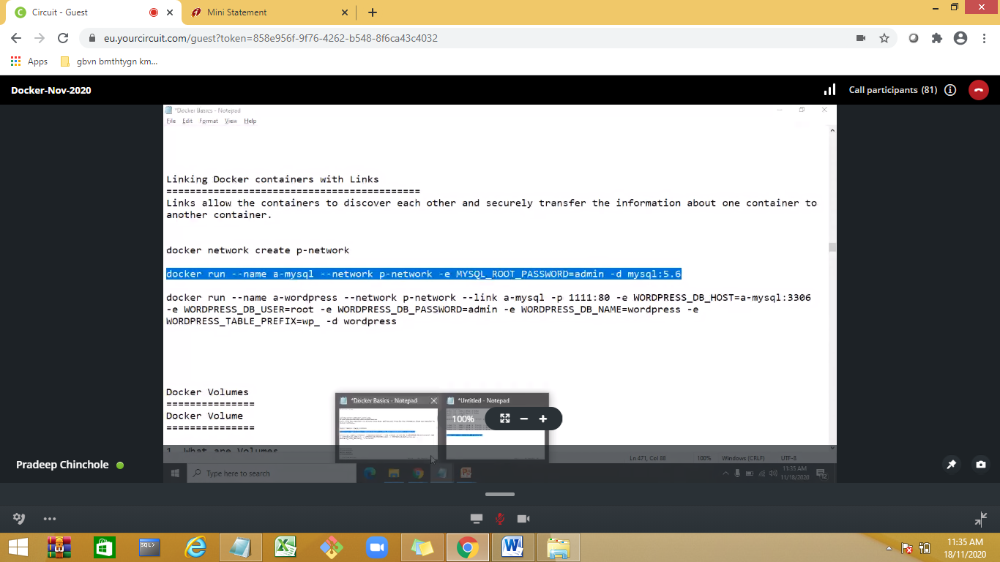 Circuit - Guest
Mini Statement
eu.yourcircuit.com/guest?token=858e956f-9f76-4262-b548-8f6ca43c4032
Apps
gbvn bmthtygn km...
Docker-Nov-2020
Call participants (81)
*Docker Basics - Notepad
File Edit Format View Help
Linking Docker containers with Links
===========================================
Links allow the containers to discover each other and securely transfer the information about one container to
another container.
docker network create p-network
docker run --name a-mysql --network p-network -e MYSQL_ROOT_PASSWORD=admin -d mysql:5.6
docker run --name a-wordpress --network p-network --link a-mysql -p 1111:80 -e WORDPRESS_DB_HOST=a-mysql:3306
-e WORDPRESS_DB_USER=root -e WORDPRESS_DB_PASSWORD=admin -e WORDPRESS_DB_NAME=wordpress -e
WORDPRESS_TABLE_PREFIX=wp_ -d wordpress
Docker Volumes
===============
Docker Volume
===============
*Docker Basics - Notepad
*Untitled - Notepad
100%
1. What are Volumes
Ln 471, Col 88 100% Windows (CRLF) UTF-8
Pradeep Chinchole
Type here to search
11:35 AM
11/18/2020
12
SQL>
11:35 AM
18/11/2020